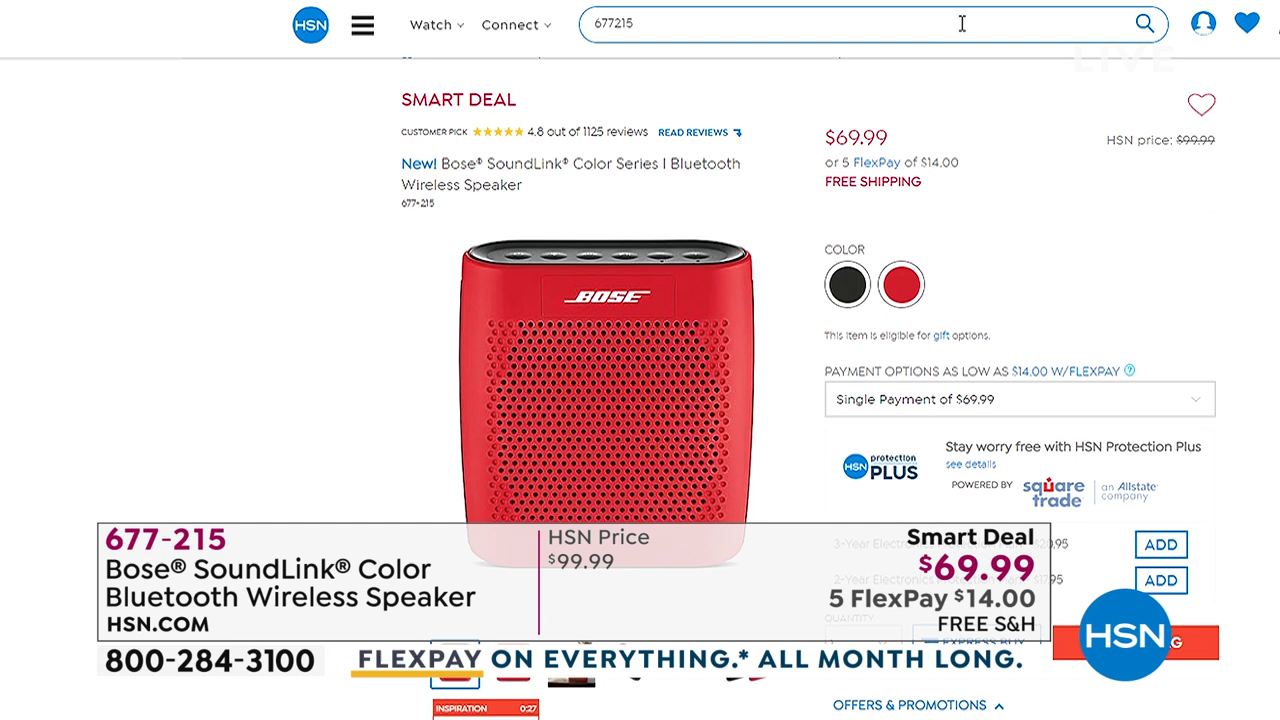 HSN
Watch
Connect
677215
LIVE
SMART DEAL
CUSTOMER PICK ★★★★★ 4.8 out of 1125 reviews READ REVIEWS
New! Bose® SoundLink® Color Series I Bluetooth
Wireless Speaker
677-215
$69.99
HSN price: $99.99
or 5 FlexPay of $14.00
FREE SHIPPING
BOSE
COLOR
This item is eligible for gift options.
PAYMENT OPTIONS AS LOW AS $14.00 W/FLEXPAY ?
Single Payment of $69.99
HSN protection PLUS
Stay worry free with HSN Protection Plus
see details
POWERED BY square trade | an Allstate company
ADD
ADD
QUANTITY
EXPRESS BUY
677-215
Bose® SoundLink® Color
Bluetooth Wireless Speaker
HSN.COM
HSN Price
$99.99
Smart Deal
$69.99
5 FlexPay $14.00
FREE S&H
HSN
800-284-3100
FLEXPAY ON EVERYTHING.* ALL MONTH LONG.
INSPIRATION 0:27
OFFERS & PROMOTIONS